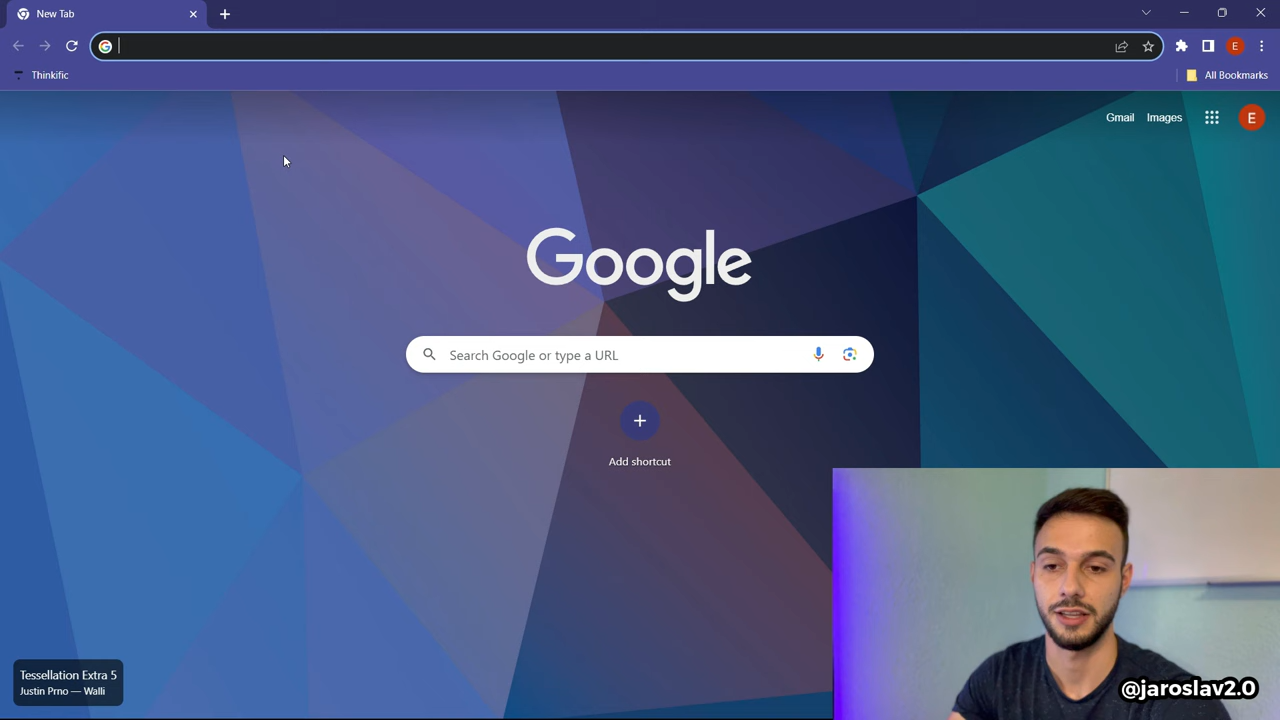 New Tab
Thinkific
All Bookmarks
E
Gmail
Images
E
Google
Search Google or type a URL
Add shortcut
Tessellation Extra 5
Justin Prno — Walli
@jaroslav2.0